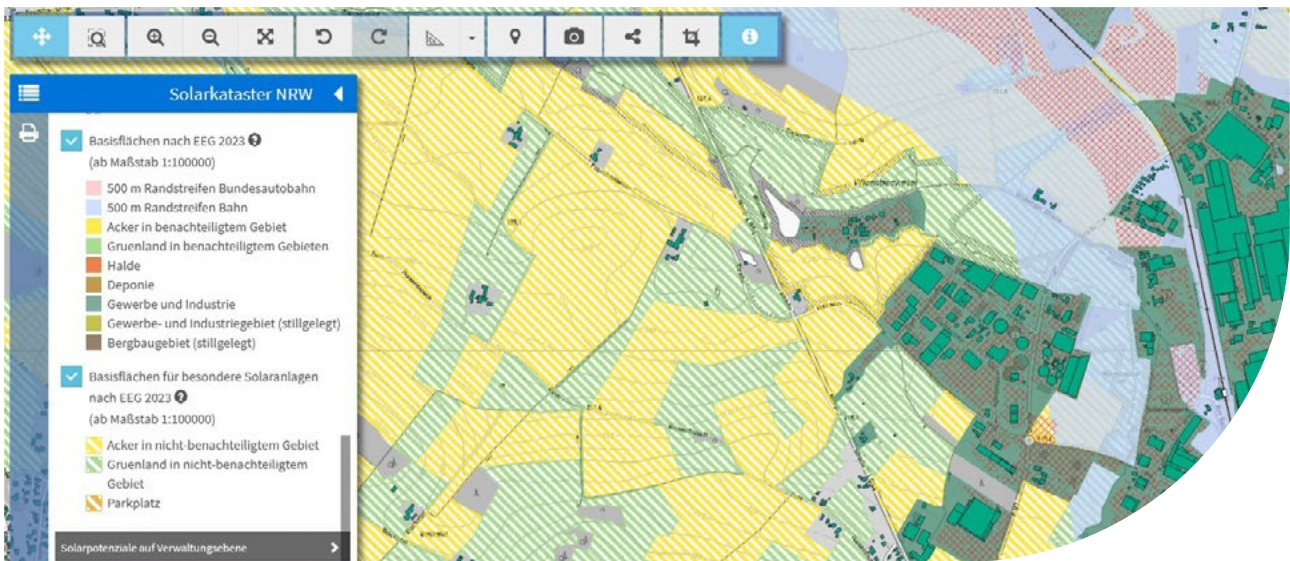 Solarkataster NRW
Basisflächen nach EEG 2023
(ab Maßstab 1:100000)
500 m Randstreifen Bundesautobahn
500 m Randstreifen Bahn
Acker in benachteiligtem Gebiet
Gruenland in benachteiligtem Gebieten
Halde
Deponie
Gewerbe und Industrie
Gewerbe- und Industriegebiet (stillgelegt)
Bergbaugebiet (stillgelegt)
Basisflächen für besondere Solaranlagen
nach EEG 2023
(ab Maßstab 1:100000)
Acker in nicht-benachteiligtem Gebiet
Gruenland in nicht-benachteiligtem
Gebiet
Parkplatz
Solarpotenziale auf Verwaltungsebene